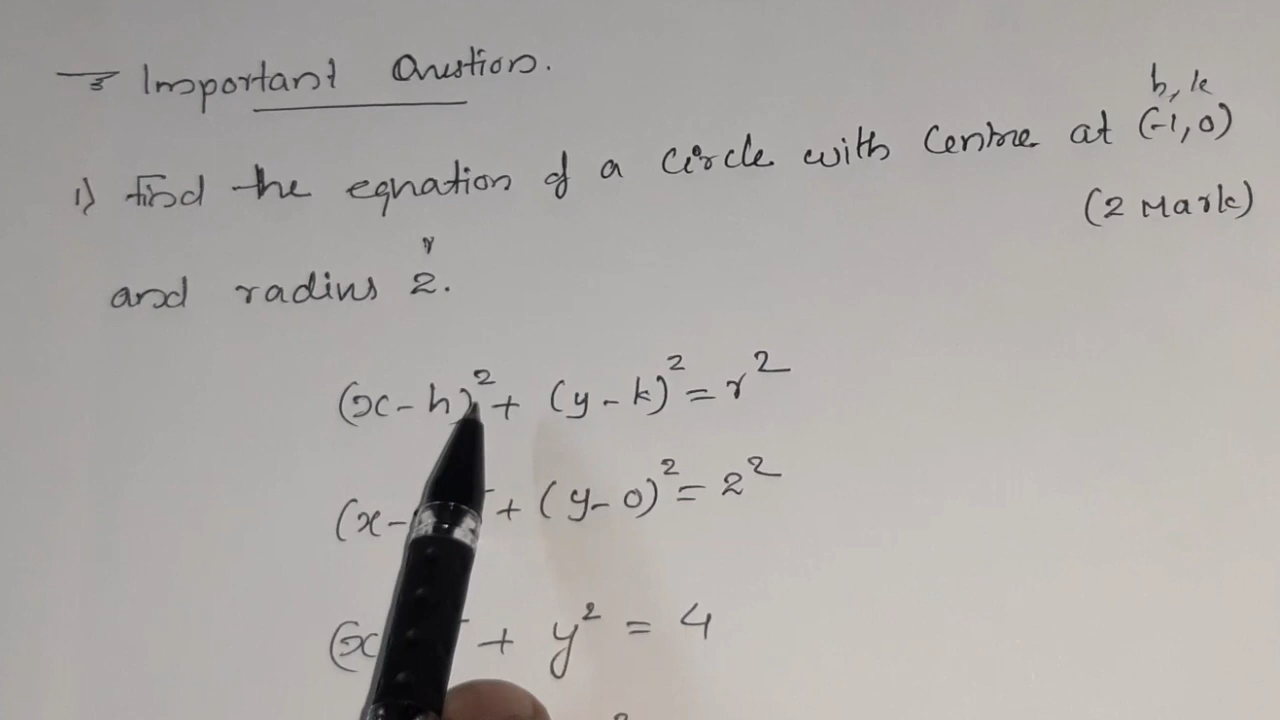 → Important Question.
h, k
1) find the equation of a circle with centre at (-1, 0)
(2 Mark)
r
and radius 2.
(x - h)² + (y - k)² = r²
(x - + (y - 0)² = 2²
(x + y² = 4
2